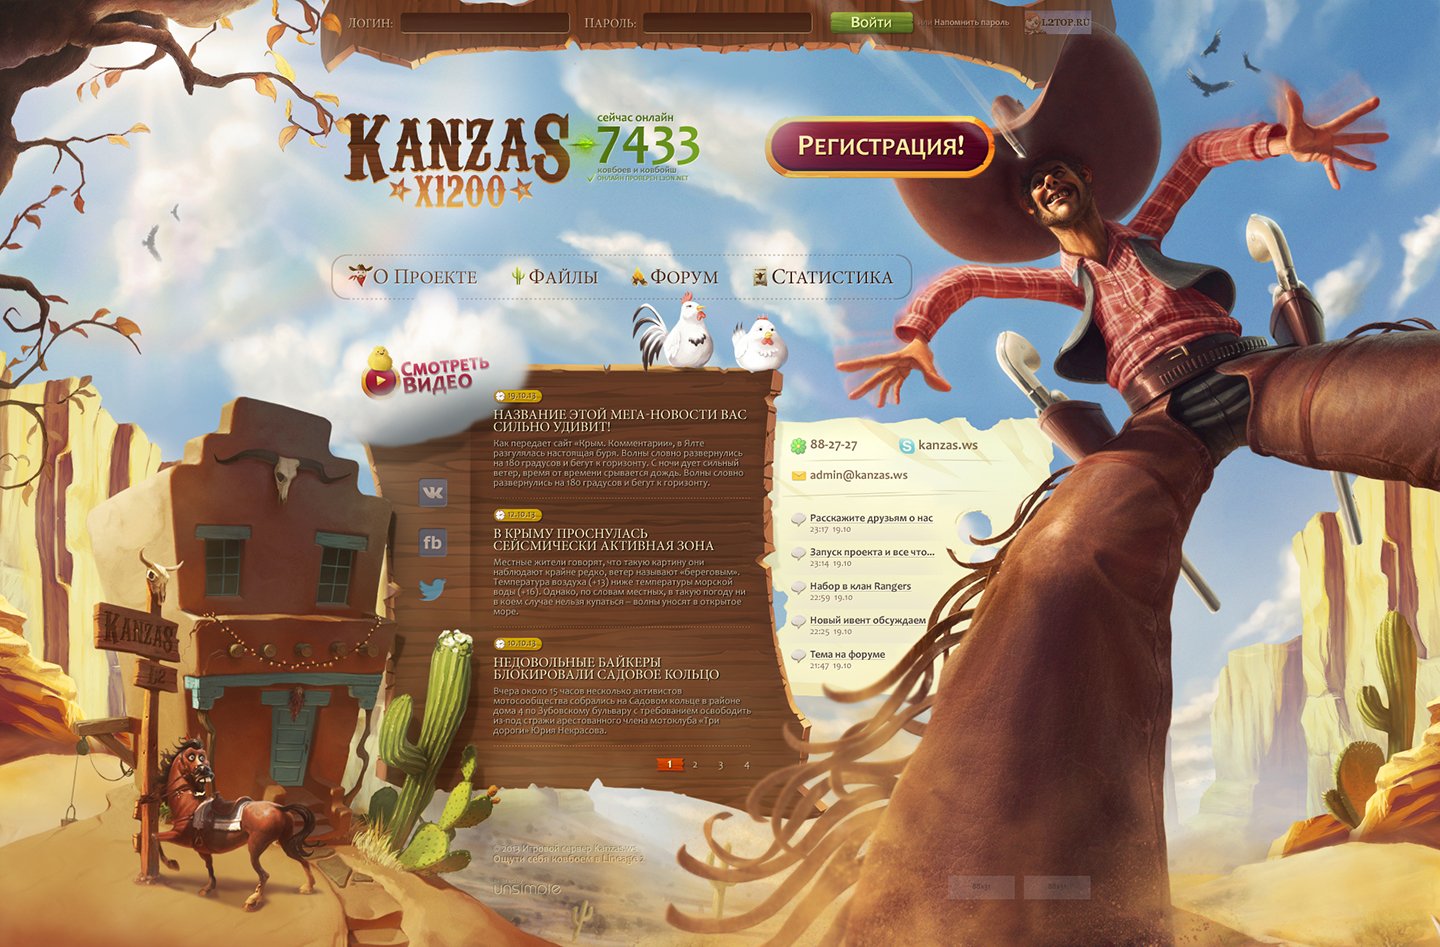 Логин:
Пароль:
Войти
или Напомнить пароль
L2TOP.RU
KANZAS
X1200
сейчас онлайн
7433
ковбоев и ковбойш
ОНЛАЙН ПРОВЕРЕН L2ON.NET
Регистрация!
О Проекте
Файлы
Форум
Статистика
Смотреть
видео
19.10.13
НАЗВАНИЕ ЭТОЙ МЕГА-НОВОСТИ ВАС
СИЛЬНО УДИВИТ!
Как передает сайт «Крым. Комментарии», в Ялте
разгулялась настоящая буря. Волны словно развернулись
на 180 градусов и бегут к горизонту. С ночи дует сильный
ветер, время от времени срывается дождь. Волны словно
развернулись на 180 градусов и бегут к горизонту.
12.10.13
В КРЫМУ ПРОСНУЛАСЬ
СЕЙСМИЧЕСКИ АКТИВНАЯ ЗОНА
Местные жители говорят, что такую картину они
наблюдают крайне редко, ветер называют «береговым».
Температура воздуха (+13) ниже температуры морской
воды (+16). Однако, по словам местных, в такую погоду ни
в коем случае нельзя купаться – волны уносят в открытое
море.
10.10.13
НЕДОВОЛЬНЫЕ БАЙКЕРЫ
БЛОКИРОВАЛИ САДОВОЕ КОЛЬЦО
Вчера около 15 часов несколько активистов
мотосообщества собрались на Садовом кольце в районе
дома 4 по Зубовскому бульвару с требованием освободить
из-под стражи арестованного члена мотоклуба «Три
дороги» Юрия Некрасова.
1 2 3 4
fb
88-27-27
kanzas.ws
admin@kanzas.ws
Расскажите друзьям о нас
23:17 19.10
Запуск проекта и все что...
23:14 19.10
Набор в клан Rangers
22:59 19.10
Новый ивент обсуждаем
22:25 19.10
Тема на форуме
21:47 19.10
KANZAS
L2
© 2013 Игровой сервер Kanzas.ws
Ощути себя ковбоем в Lineage 2
unsimple
88x31
88x31